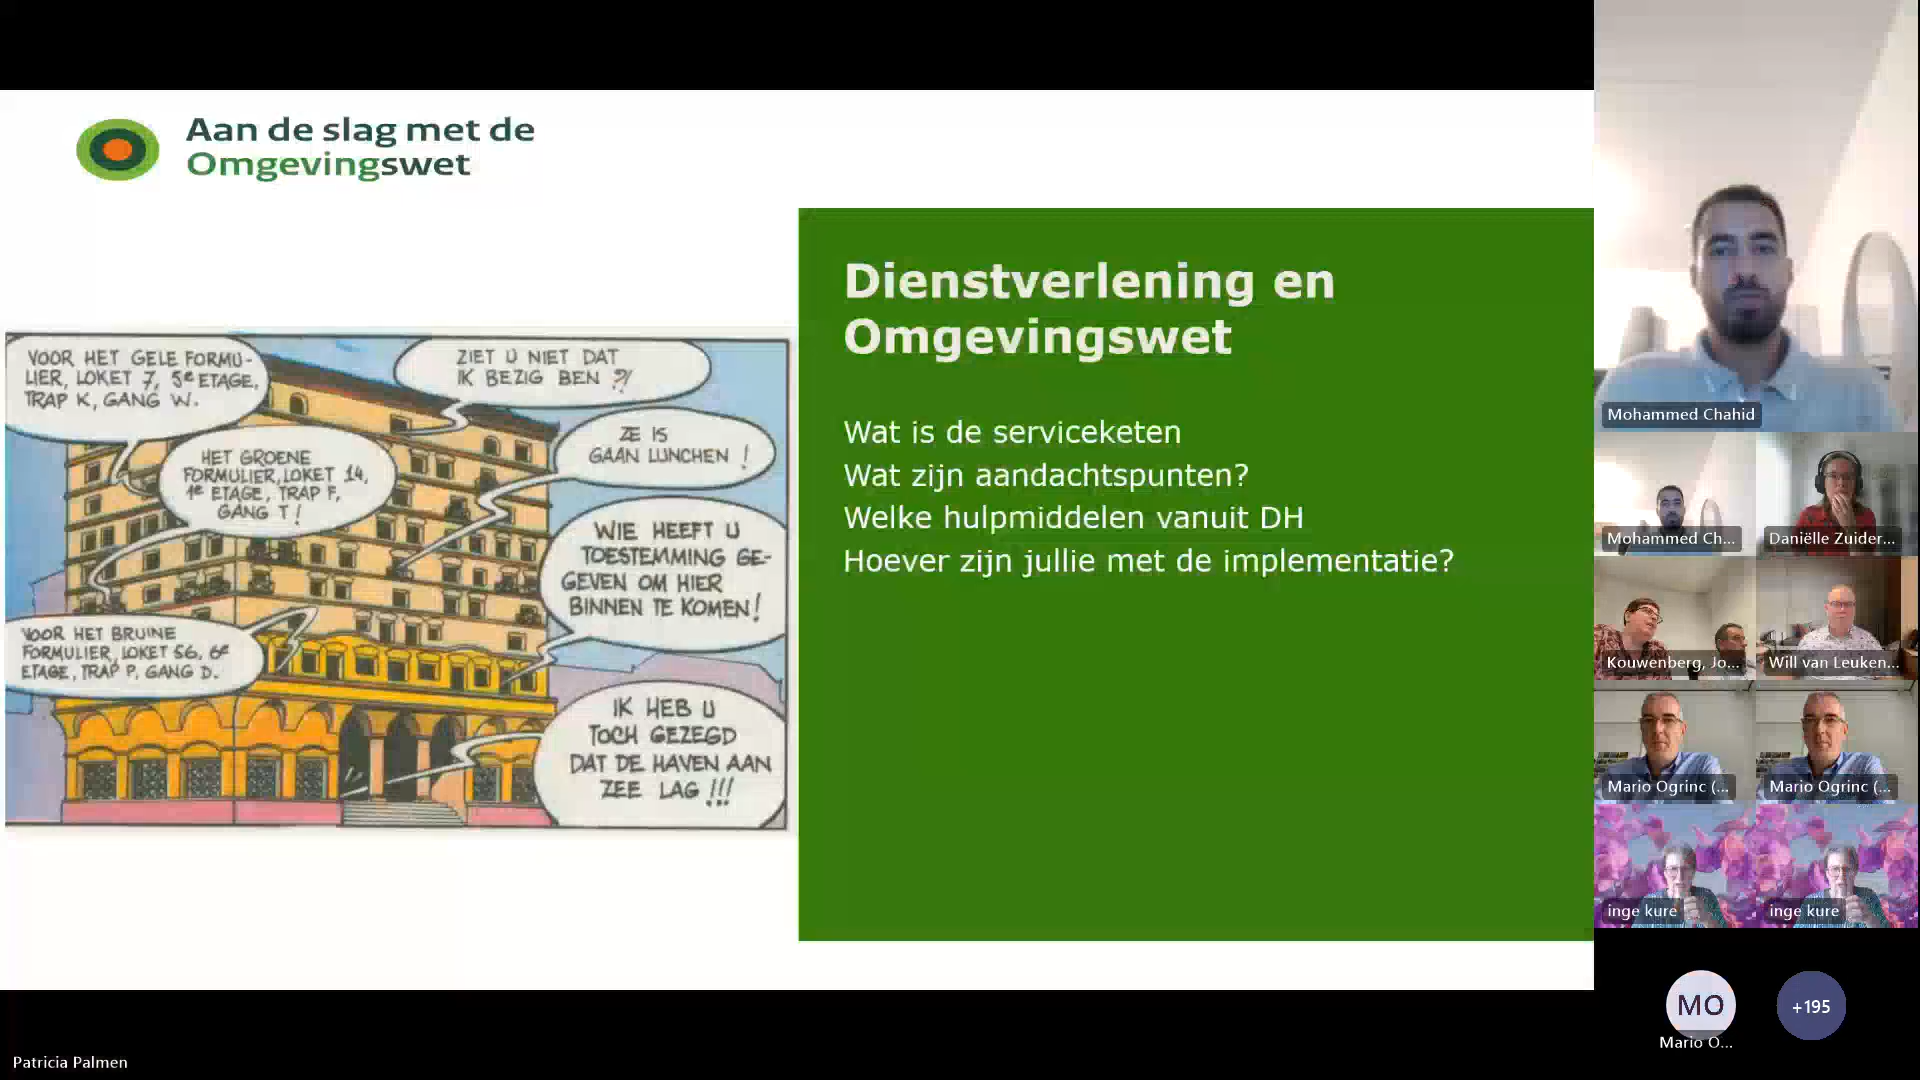 Aan de slag met de
Omgevingswet
VOOR HET GELE FORMU-
LIER, LOKET 7, 5e ETAGE,
TRAP K, GANG W.
ZIET U NIET DAT
IK BEZIG BEN ?!
HET GROENE
FORMULIER, LOKET 14,
1e ETAGE, TRAP F,
GANG T!
ZE IS
GAAN LUNCHEN !
WIE HEEFT U
TOESTEMMING GE-
GEVEN OM HIER
BINNEN TE KOMEN!
VOOR HET BRUINE
FORMULIER, LOKET 56, 6e
ETAGE, TRAP P, GANG D.
IK HEB U
TOCH GEZEGD
DAT DE HAVEN AAN
ZEE LAG !!!
Dienstverlening en
Omgevingswet
Wat is de serviceketen
Wat zijn aandachtspunten?
Welke hulpmiddelen vanuit DH
Hoever zijn jullie met de implementatie?
Mohammed Chahid
Mohammed Ch...
Daniëlle Zuider...
Kouwenberg, Jo...
Will van Leuken...
Mario Ogrinc (...
Mario Ogrinc (...
inge kure
inge kure
MO
+195
Mario O...
Patricia Palmen